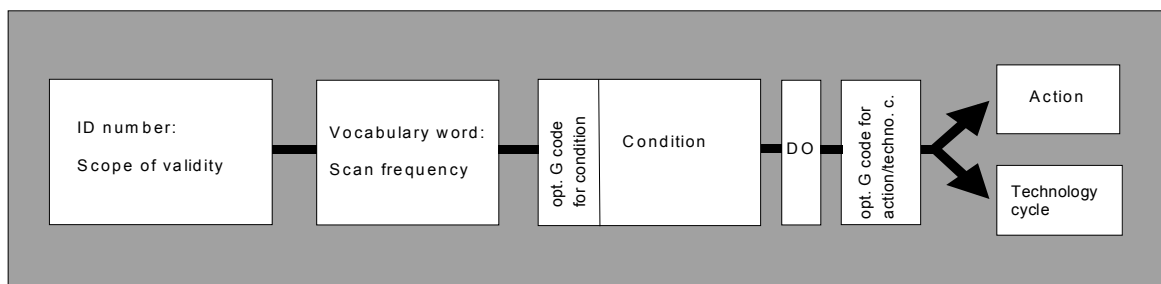 ID number:
Scope of validity
Vocabulary word:
Scan frequency
opt. G code
for condition
Condition
DO
opt. G code for
action/techno. c.
Action
Technology
cycle